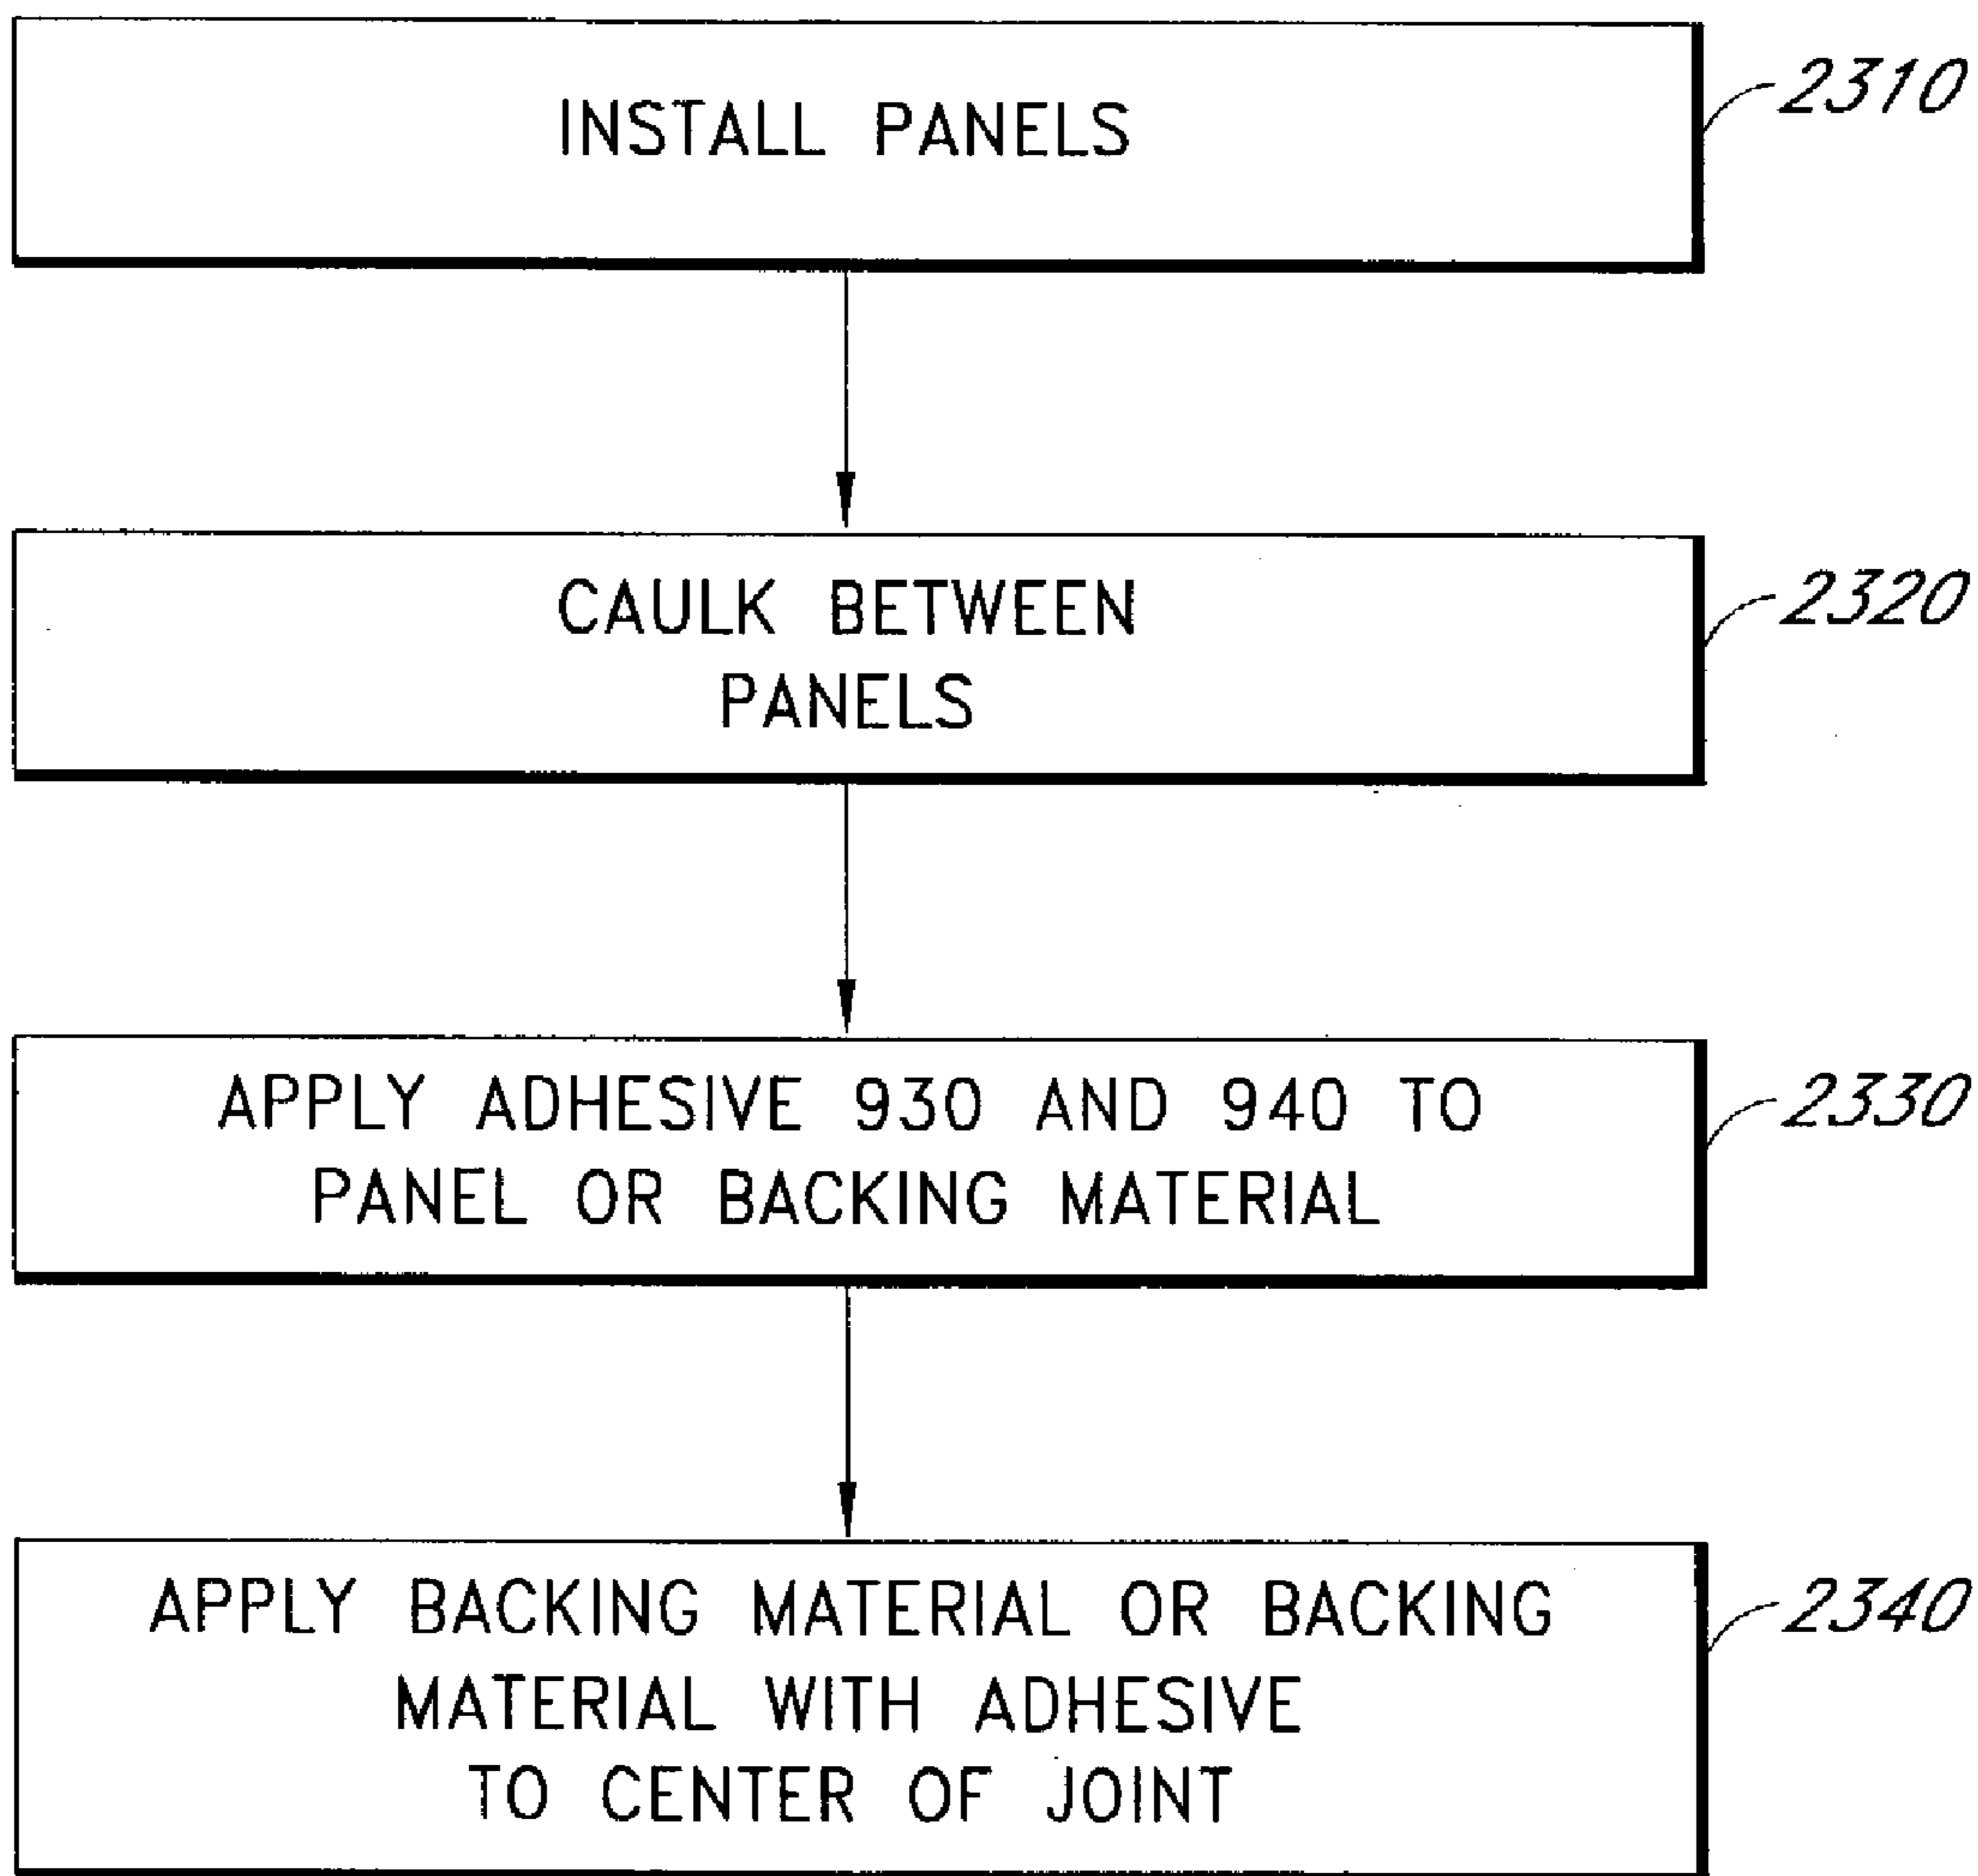 INSTALL PANELS
2310
CAULK BETWEEN
PANELS
2320
APPLY ADHESIVE 930 AND 940 TO
PANEL OR BACKING MATERIAL
2330
APPLY BACKING MATERIAL OR BACKING
MATERIAL WITH ADHESIVE
TO CENTER OF JOINT
2340